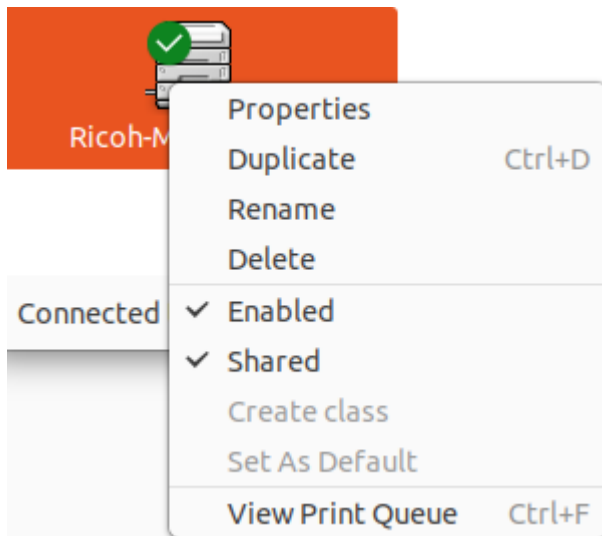 Ricoh-M
Properties
Duplicate Ctrl+D
Rename
Delete
Connected
Enabled
Shared
Create class
Set As Default
View Print Queue Ctrl+F